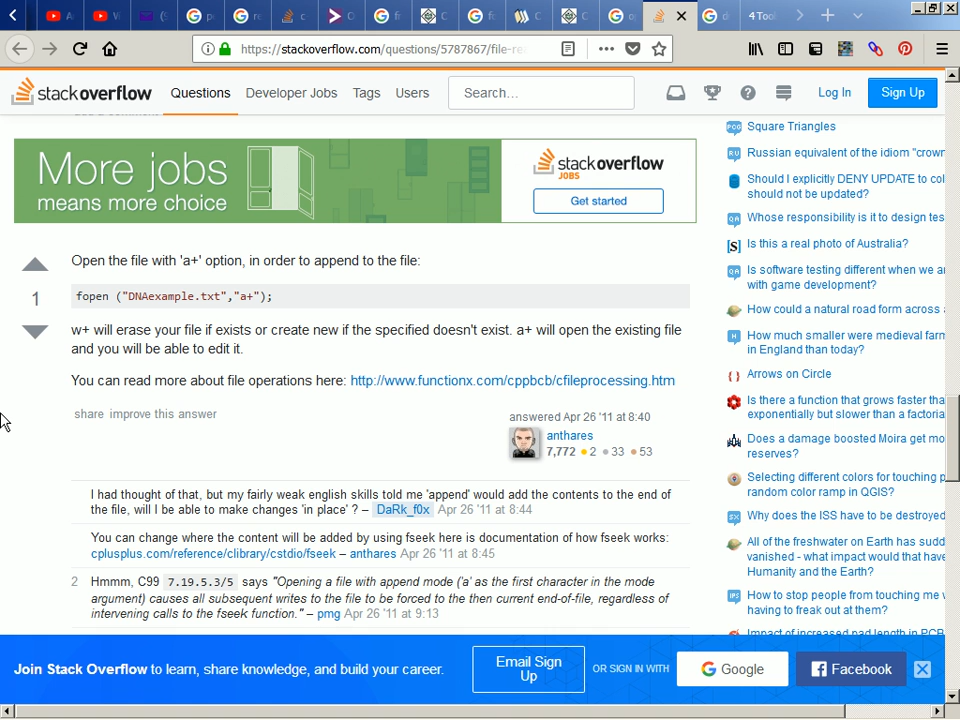 https://stackoverflow.com/questions/5787867/file-re
4 Too
stackoverflow
Questions
Developer Jobs
Tags
Users
Search...
Log In
Sign Up
More jobs
means more choice
stackoverflow
JOBS
Get started
Open the file with 'a+' option, in order to append to the file:
1
fopen ("DNAexample.txt","a+");
w+ will erase your file if exists or create new if the specified doesn't exist. a+ will open the existing file
and you will be able to edit it.
You can read more about file operations here: http://www.functionx.com/cppbcb/cfileprocessing.htm
share improve this answer
answered Apr 26 '11 at 8:40
anthares
7,772 2 33 53
I had thought of that, but my fairly weak english skills told me 'append' would add the contents to the end of
the file, will I be able to make changes 'in place' ? – DaRk_f0x Apr 26 '11 at 8:44
You can change where the content will be added by using fseek here is documentation of how fseek works:
cplusplus.com/reference/clibrary/cstdio/fseek – anthares Apr 26 '11 at 8:45
2 Hmmm, C99 7.19.5.3/5 says "Opening a file with append mode ('a' as the first character in the mode
argument) causes all subsequent writes to the file to be forced to the then current end-of-file, regardless of
intervening calls to the fseek function." – pmg Apr 26 '11 at 9:13
Square Triangles
Russian equivalent of the idiom "crown
Should I explicitly DENY UPDATE to col
should not be updated?
Whose responsibility is it to design tes
Is this a real photo of Australia?
Is software testing different when we ar
with game development?
How could a natural road form across
How much smaller were medieval farm
in England than today?
Arrows on Circle
Is there a function that grows faster tha
exponentially but slower than a factoria
Does a damage boosted Moira get mo
reserves?
Selecting different colors for touching p
random color ramp in QGIS?
Why does the ISS have to be destroyed
All of the freshwater on Earth has sudd
vanished - what impact would that have
Humanity and the Earth?
How to stop people from touching me w
having to freak out at them?
Impact of increased pad length in PCB
Join Stack Overflow to learn, share knowledge, and build your career.
Email Sign
Up
OR SIGN IN WITH
Google
Facebook